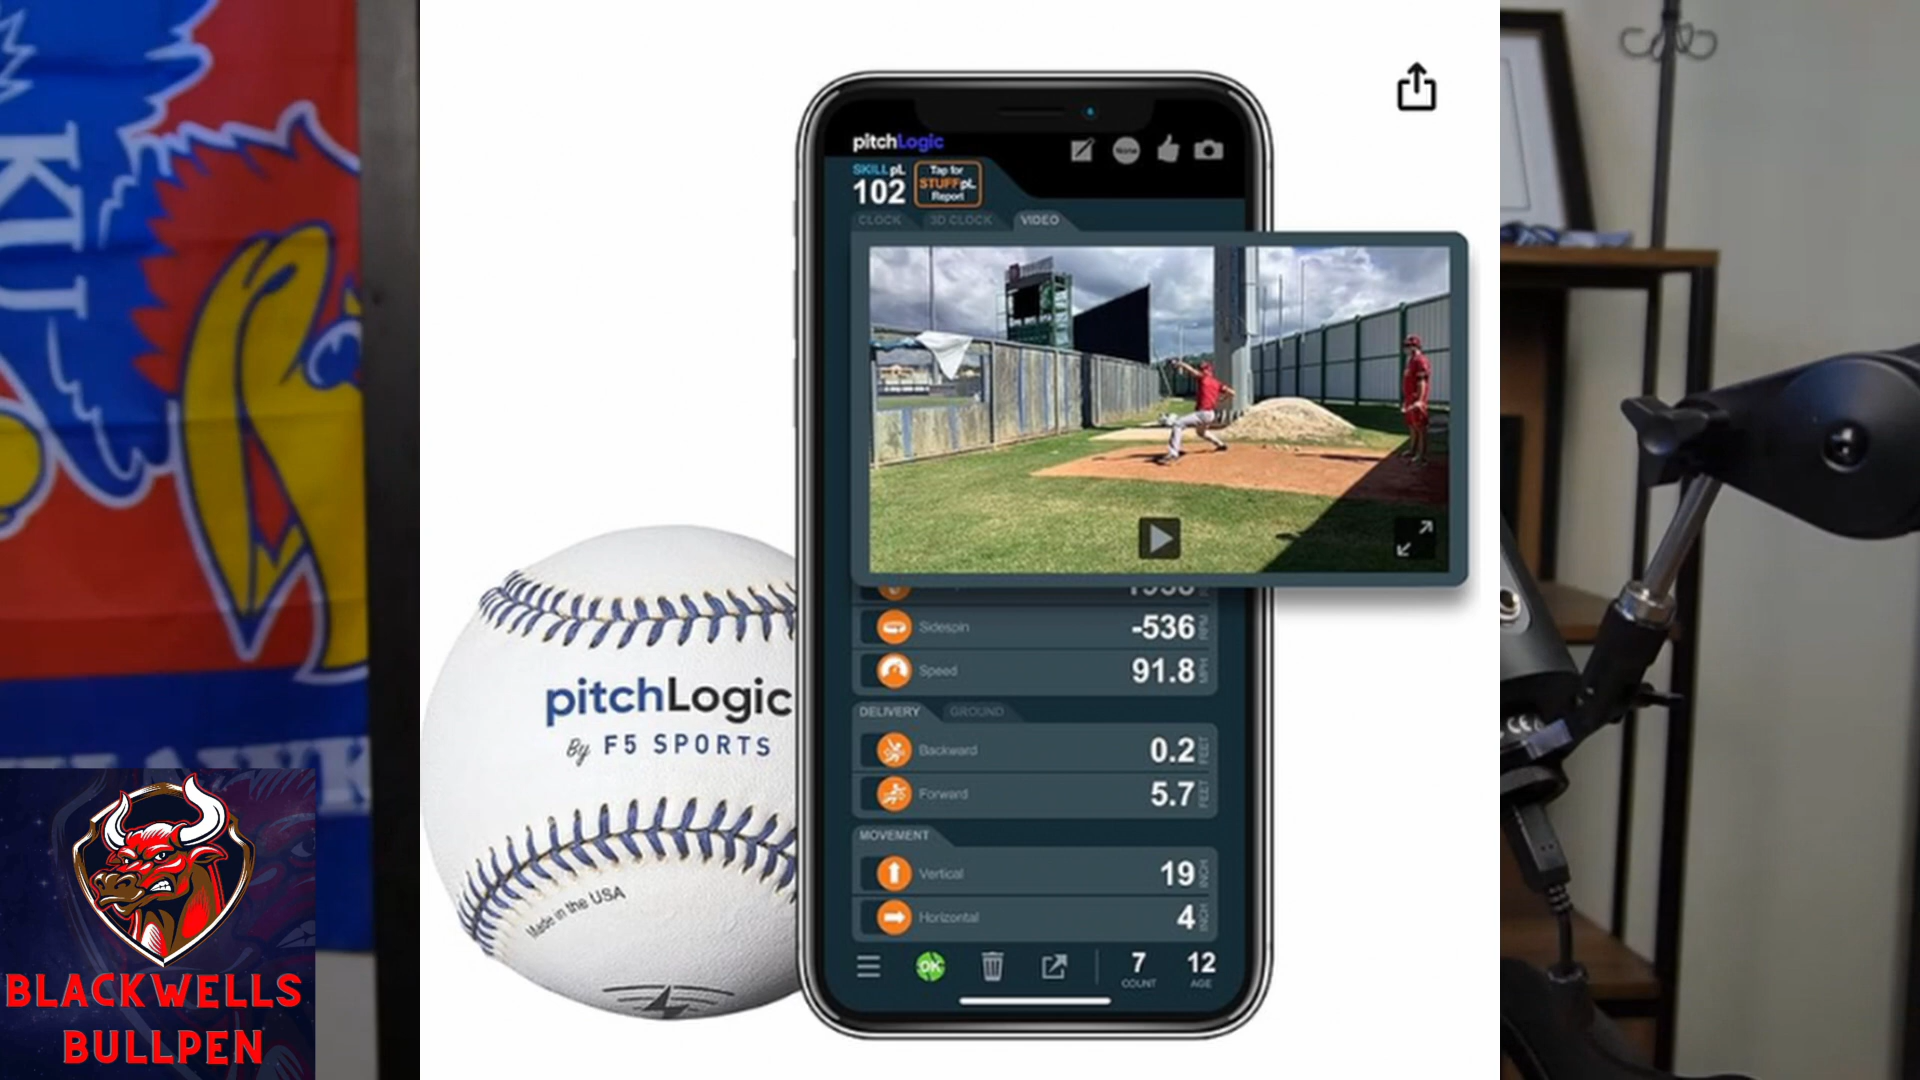 KU
pitchLogic
SKILLpL
102
Tap for
STUFFpL
Report
None
CLOCK
3D CLOCK
VIDEO
Sidespin
-536 RPM
Speed
91.8 MPH
DELIVERY
GROUND
Backward
0.2 FEET
Forward
5.7 FEET
MOVEMENT
Vertical
19 INCH
Horizontal
4 INCH
OK
7
COUNT
12
AGE
pitchLogic
By F5 SPORTS
Made in the USA
BLACKWELLS
BULLPEN